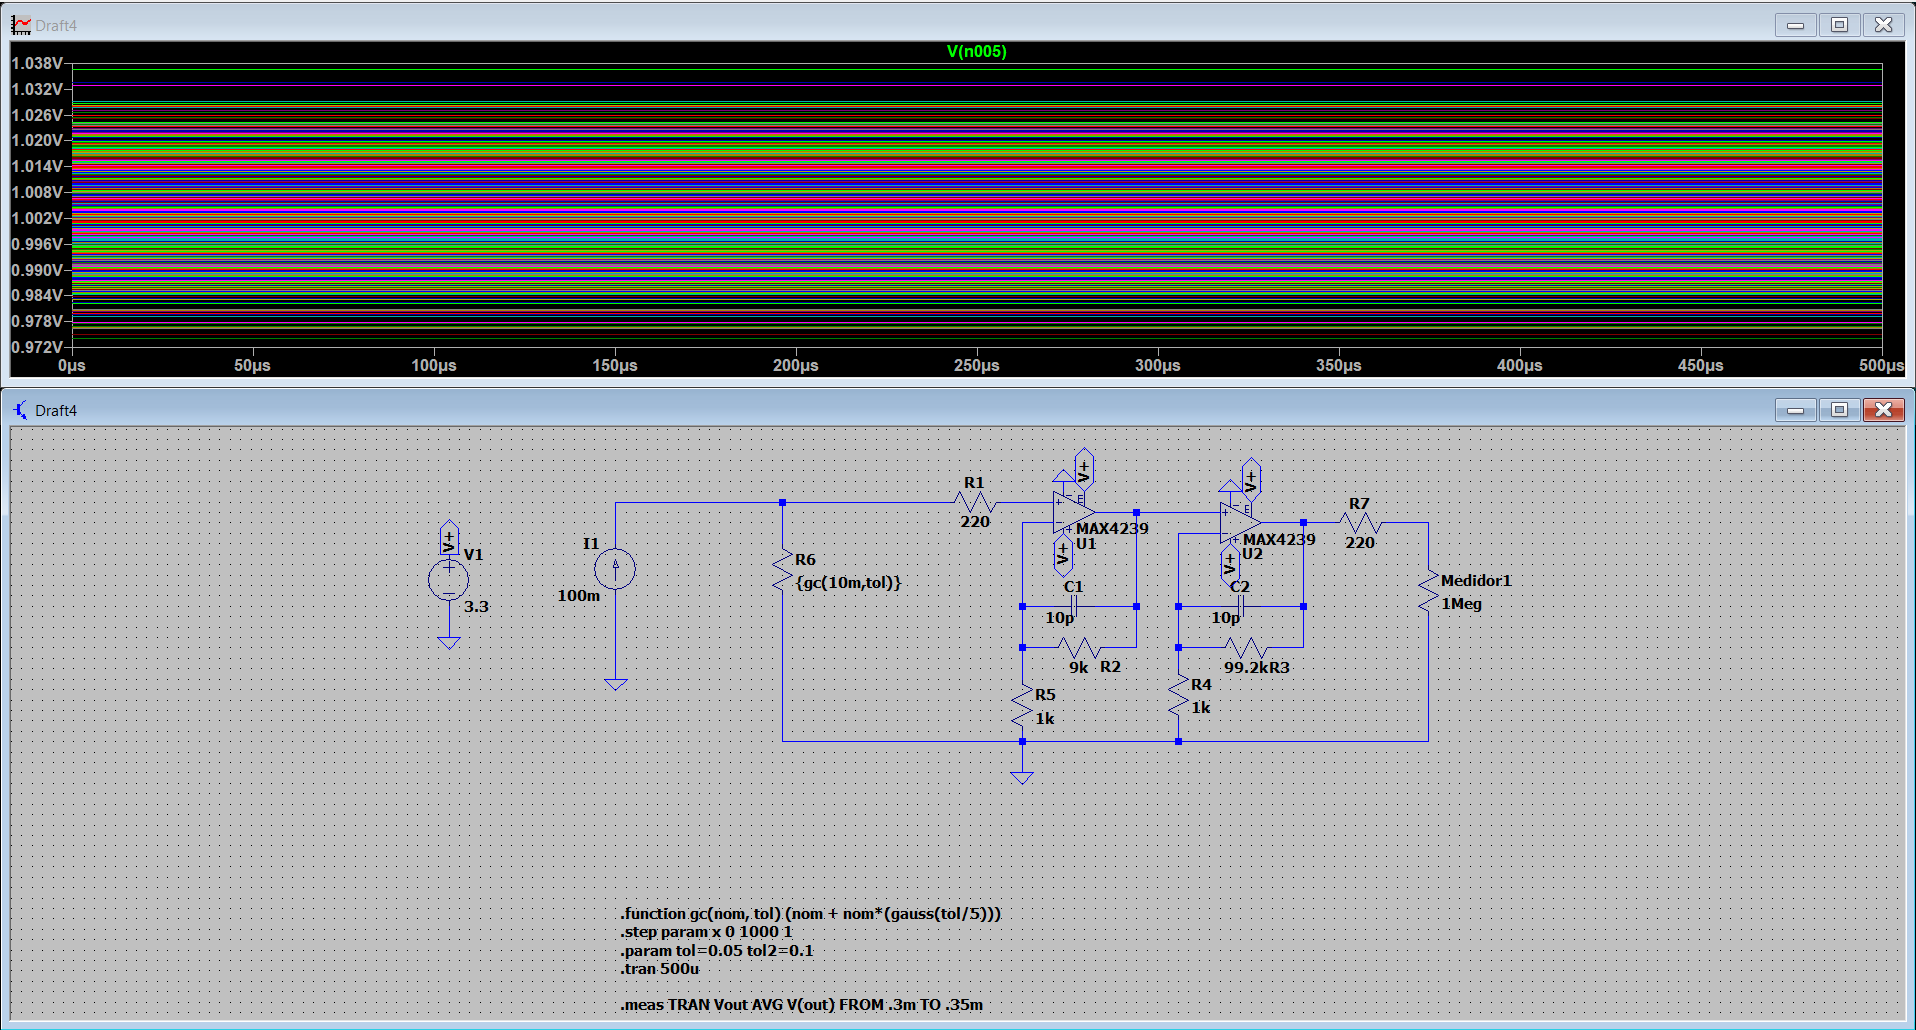 Draft4
V(n005)
1.038V
1.032V
1.026V
1.020V
1.014V
1.008V
1.002V
0.996V
0.990V
0.984V
0.978V
0.972V
0µs 50µs 100µs 150µs 200µs 250µs 300µs 350µs 400µs 450µs 500µs
Draft4
V+
V1
3.3
I1
100m
R6
{gc(10m,tol)}
R1
220
V+
E
MAX4239
U1
V+
C1
10p
9k R2
R5
1k
V+
E
MAX4239
U2
V+
C2
10p
99.2k R3
R4
1k
R7
220
Medidor1
1Meg
.function gc(nom, tol) (nom + nom*(gauss(tol/5)))
.step param x 0 1000 1
.param tol=0.05 tol2=0.1
.tran 500u
.meas TRAN Vout AVG V(out) FROM .3m TO .35m